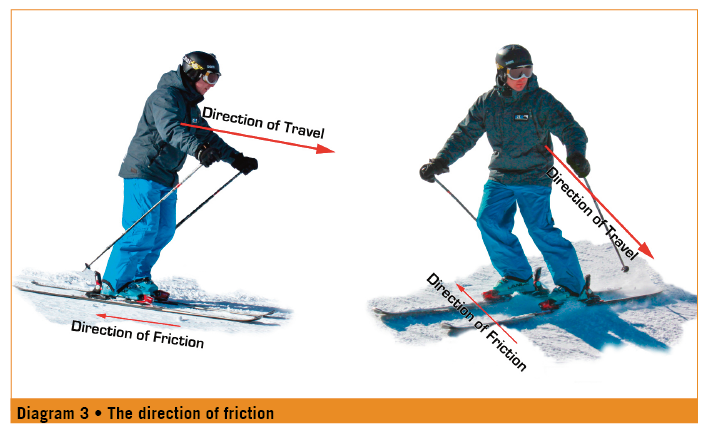 Direction of Travel
Direction of Friction
Direction of Travel
Direction of Friction
Diagram 3 • The direction of friction